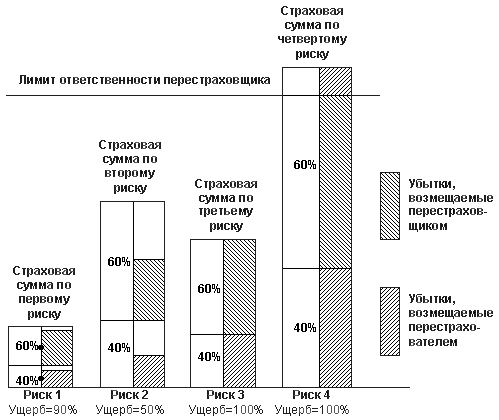 Страховая
сумма по
четвертому
риску
Лимит ответственности перестраховщика
Страховая
сумма по
второму
риску
Страховая
сумма по
третьему
риску
Страховая
сумма по
первому
риску
60%
40%
60%
40%
60%
40%
60%
40%
Убытки,
возмещаемые
перестрахов-
щиком
Убытки,
возмещаемые
перестрахо-
вателем
Риск 1
Ущерб=90%
Риск 2
Ущерб=50%
Риск 3
Ущерб=100%
Риск 4
Ущерб=100%